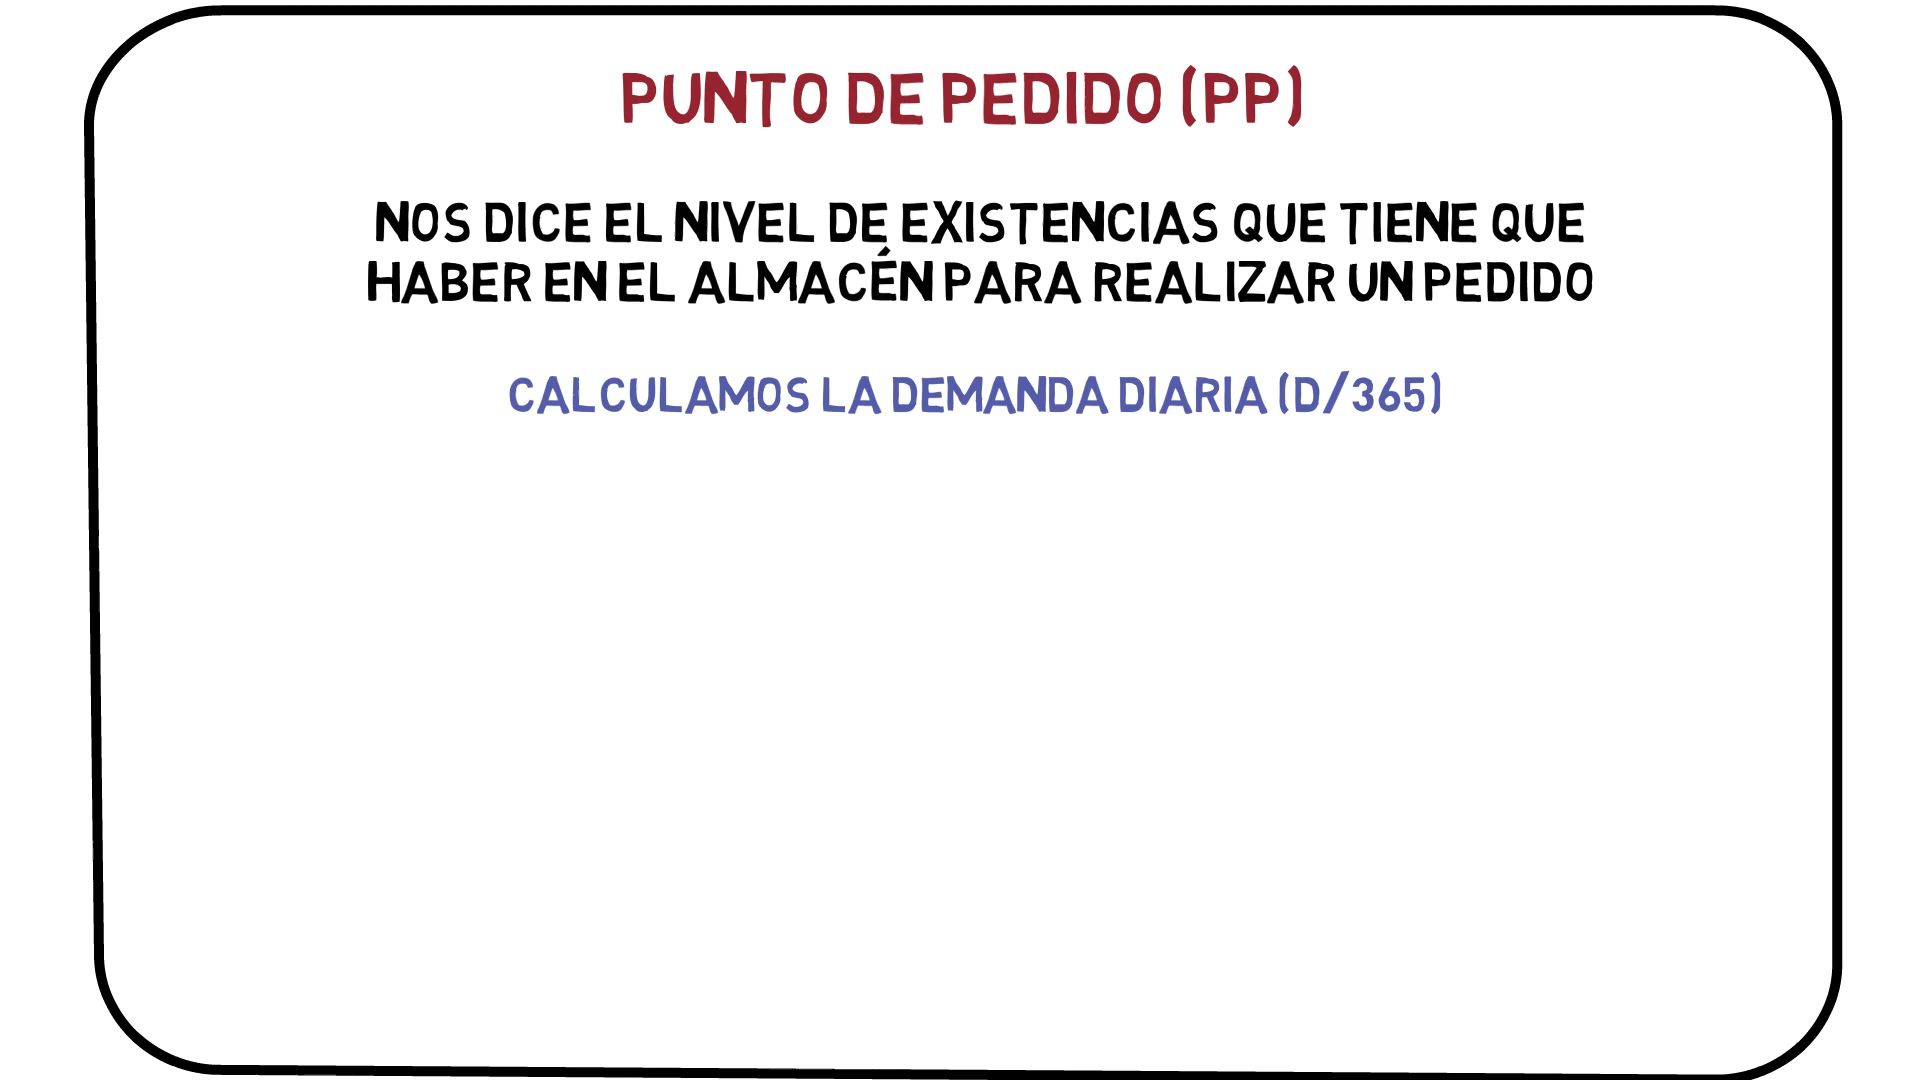 PUNTO DE PEDIDO (PP)
NOS DICE EL NIVEL DE EXISTENCIAS QUE TIENE QUE
HABER EN EL ALMACÉN PARA REALIZAR UN PEDIDO
CALCULAMOS LA DEMANDA DIARIA (D/365)